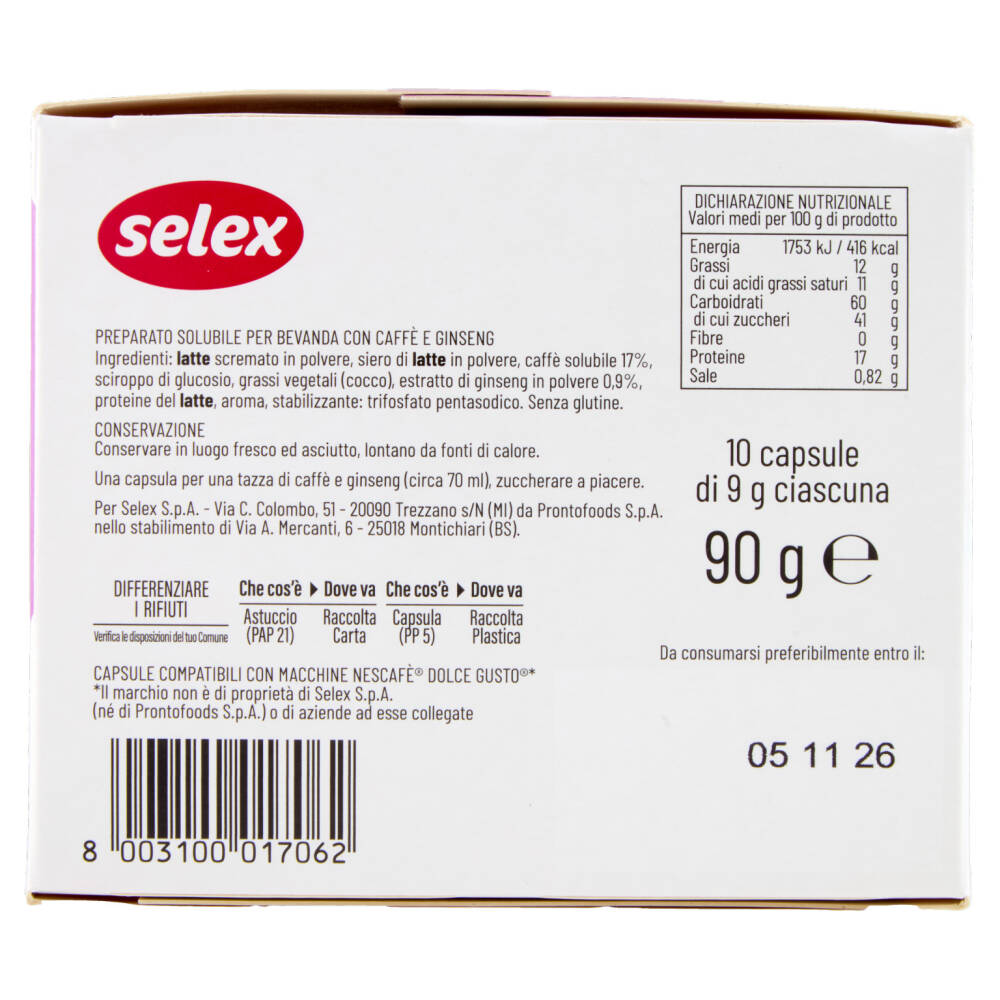 selex
PREPARATO SOLUBILE PER BEVANDA CON CAFFÈ E GINSENG
Ingredienti: latte scremato in polvere, siero di latte in polvere, caffè solubile 17%,
sciroppo di glucosio, grassi vegetali (cocco), estratto di ginseng in polvere 0,9%,
proteine del latte, aroma, stabilizzante: trifosfato pentasodico. Senza glutine.
CONSERVAZIONE
Conservare in luogo fresco ed asciutto, lontano da fonti di calore.
Una capsula per una tazza di caffè e ginseng (circa 70 ml), zuccherare a piacere.
Per Selex S.p.A. - Via C. Colombo, 51 - 20090 Trezzano s/N (MI) da Prontofoods S.p.A.
nello stabilimento di Via A. Mercanti, 6 - 25018 Montichiari (BS).
DIFFERENZIARE
I RIFIUTI
Verifica le disposizioni del tuo Comune
Che cos'è ▶ Dove va Che cos'è ▶ Dove va
Astuccio Raccolta Capsula Raccolta
(PAP 21) Carta (PP 5) Plastica
CAPSULE COMPATIBILI CON MACCHINE NESCAFÈ® DOLCE GUSTO®*
*Il marchio non è di proprietà di Selex S.p.A.
(né di Prontofoods S.p.A.) o di aziende ad esse collegate
8 003100 017062
DICHIARAZIONE NUTRIZIONALE
Valori medi per 100 g di prodotto
Energia 1753 kJ / 416 kcal
Grassi 12 g
di cui acidi grassi saturi 11 g
Carboidrati 60 g
di cui zuccheri 41 g
Fibre 0 g
Proteine 17 g
Sale 0,82 g
10 capsule
di 9 g ciascuna
90 g ℮
Da consumarsi preferibilmente entro il:
05 11 26